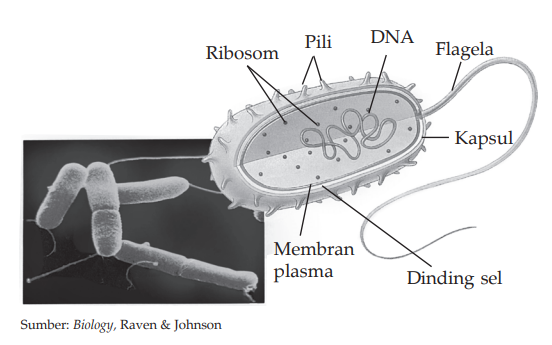 Ribosom
Pili
DNA
Flagela
Kapsul
Membran
plasma
Dinding sel
Sumber: Biology, Raven & Johnson